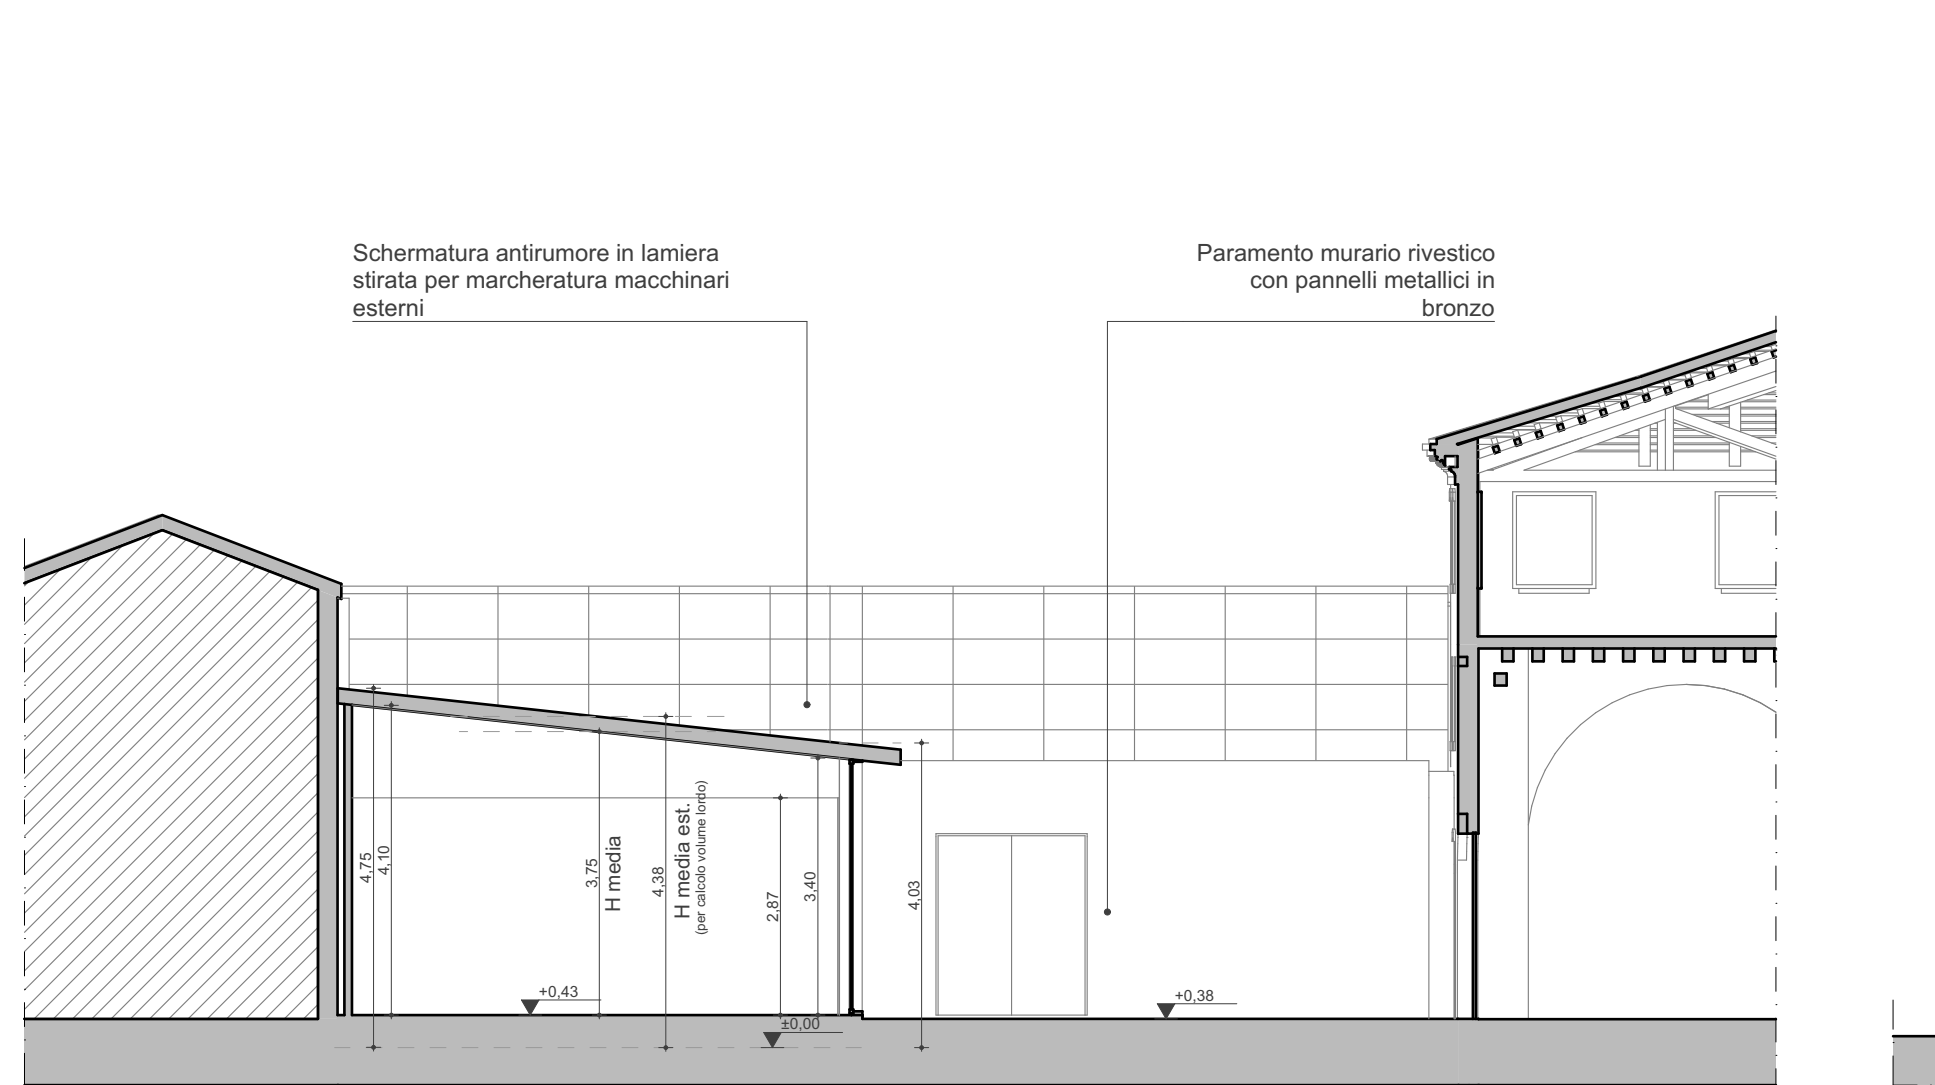 Schermatura antirumore in lamiera
stirata per marcheratura macchinari
esterni
Paramento murario rivestico
con pannelli metallici in
bronzo
4,75
4,10
3,75
H media
4,38
H media est.
(per calcolo volume lordo)
2,87
3,40
4,03
+0,43
±0,00
+0,38